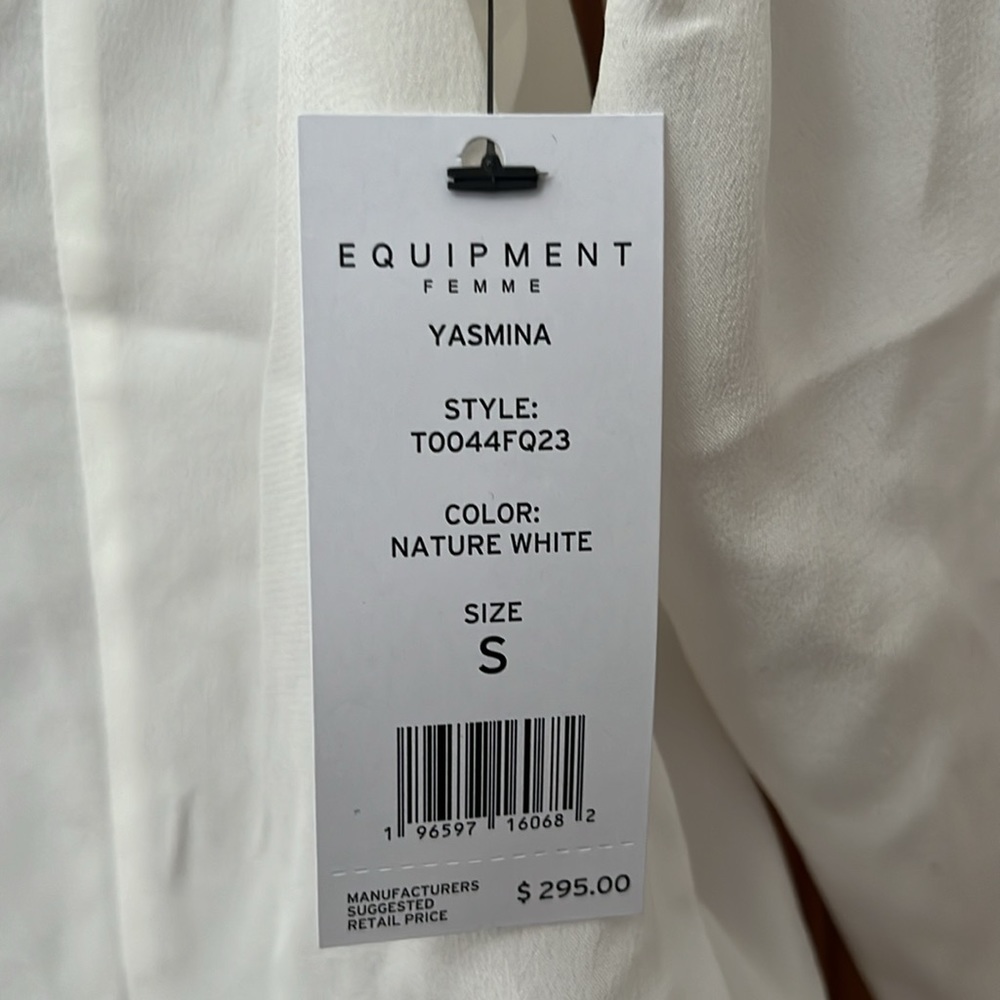 EQUIPMENT
FEMME
YASMINA
STYLE:
T0044FQ23
COLOR:
NATURE WHITE
SIZE
S
1 96597 16068 2
MANUFACTURERS
SUGGESTED
RETAIL PRICE
$ 295.00